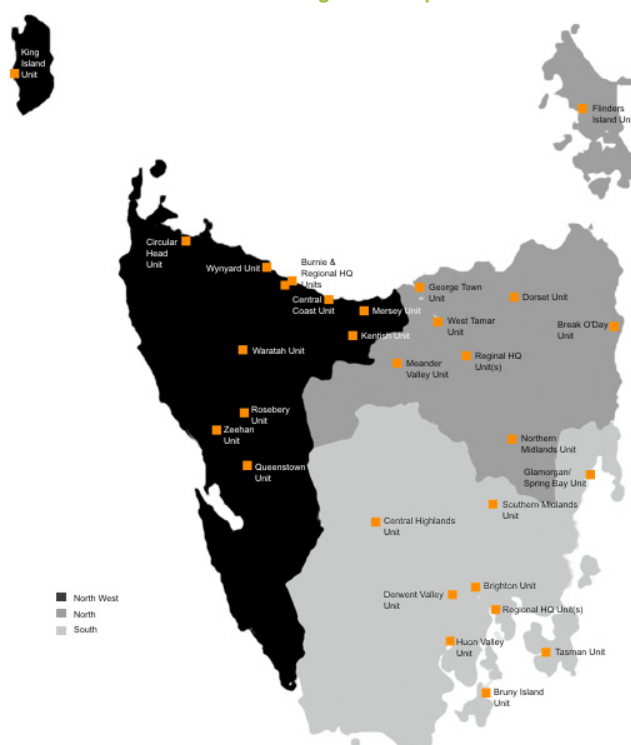 King
Island
Unit
Flinders
Island Un
Circular
Head
Unit
Wynyard Unit
Burnie &
Regional HQ
Units
Central
Coast Unit
Mersey Unit
Kentish Unit
George Town
Unit
Dorset Unit
West Tamar
Unit
Break O'Day
Unit
Waratah Unit
Reginal HQ
Unit(s)
Meander
Valley Unit
Rosebery
Unit
Zeehan
Unit
Queenstown
Unit
Northern
Midlands Unit
Glamorgan/
Spring Bay Unit
Southern Midlands
Unit
Central Highlands
Unit
Brighton Unit
Derwent Valley
Unit
Regional HQ Unit(s)
Huon Valley
Unit
Tasman Unit
Bruny Island
Unit
North West
North
South